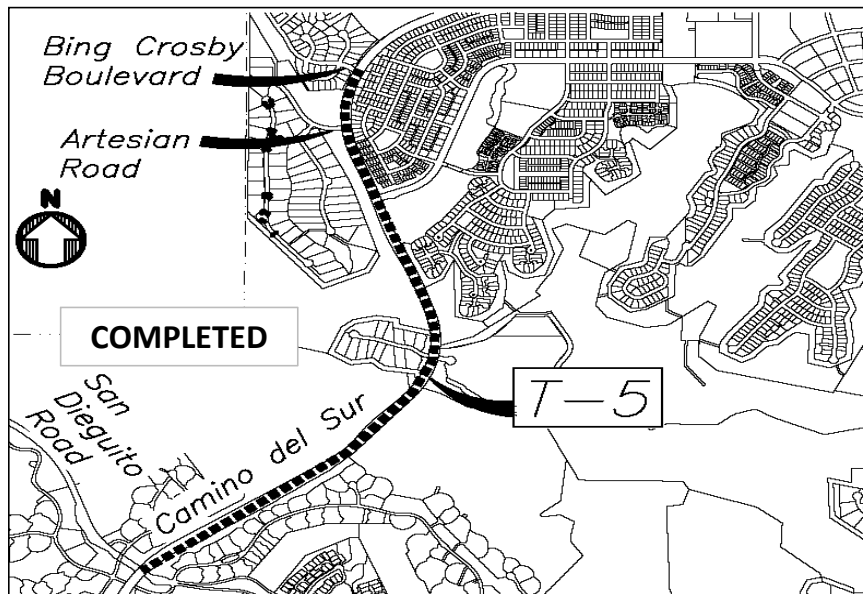 Bing Crosby
Boulevard
Artesian
Road
N
COMPLETED
T-5
San
Dieguito
Road
Camino del Sur